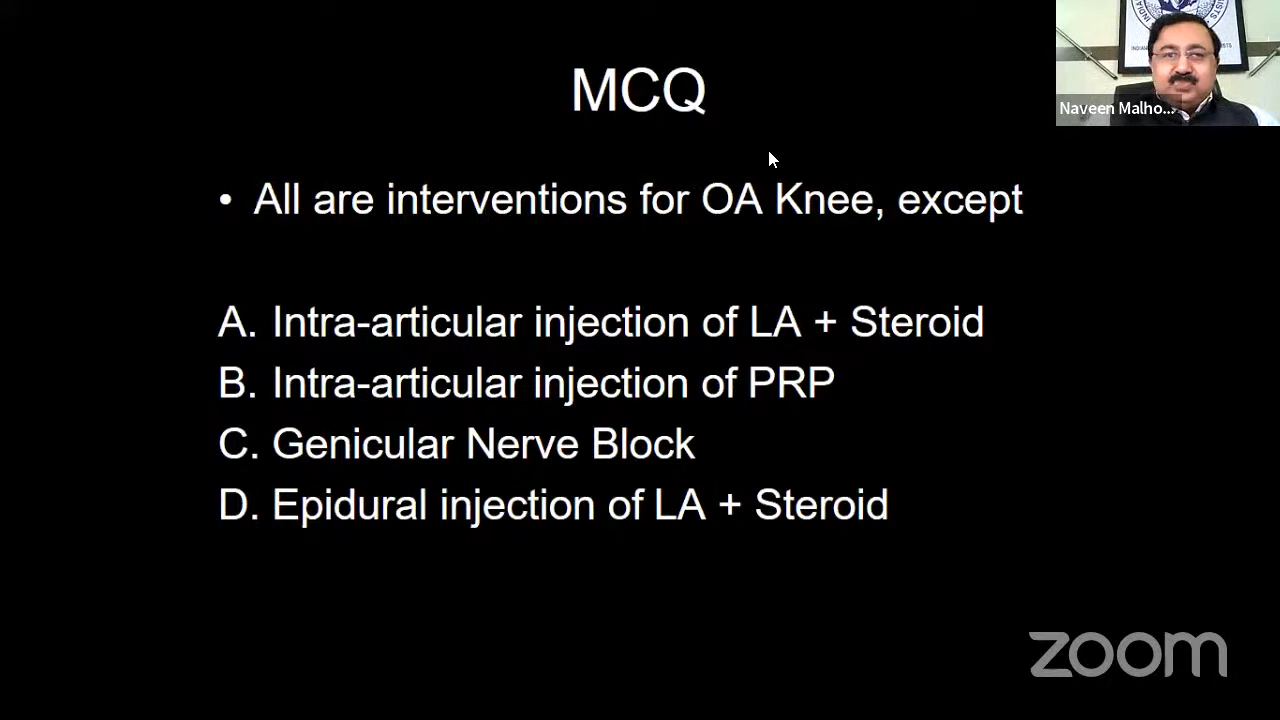 MCQ
Naveen Malho...
• All are interventions for OA Knee, except
A. Intra-articular injection of LA + Steroid
B. Intra-articular injection of PRP
C. Genicular Nerve Block
D. Epidural injection of LA + Steroid
zoom